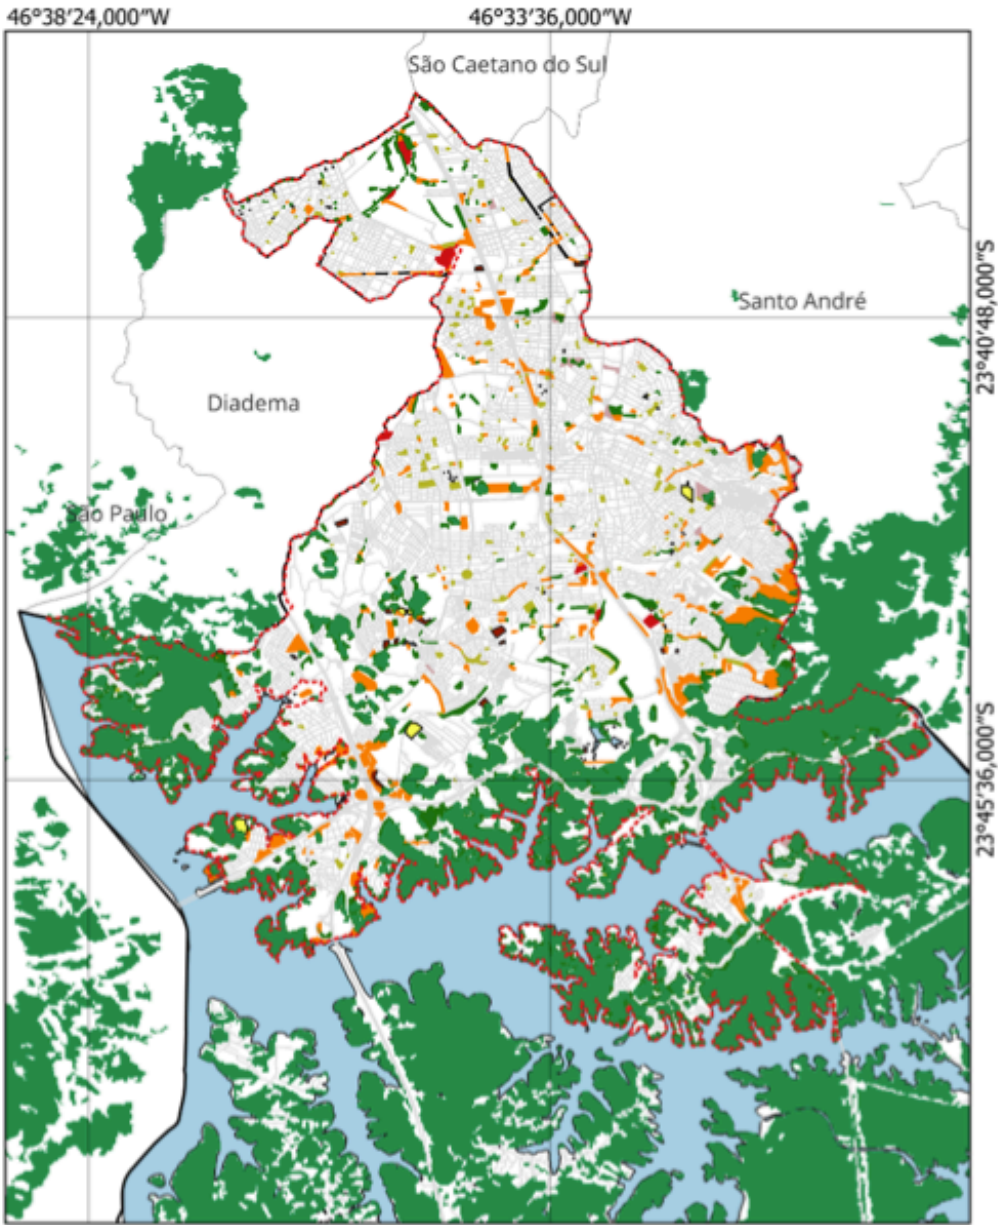 46°38′24,000″W
46°33′36,000″W
São Caetano do Sul
23°40′48,000″S
Santo André
Diadema
São Paulo
23°45′36,000″S